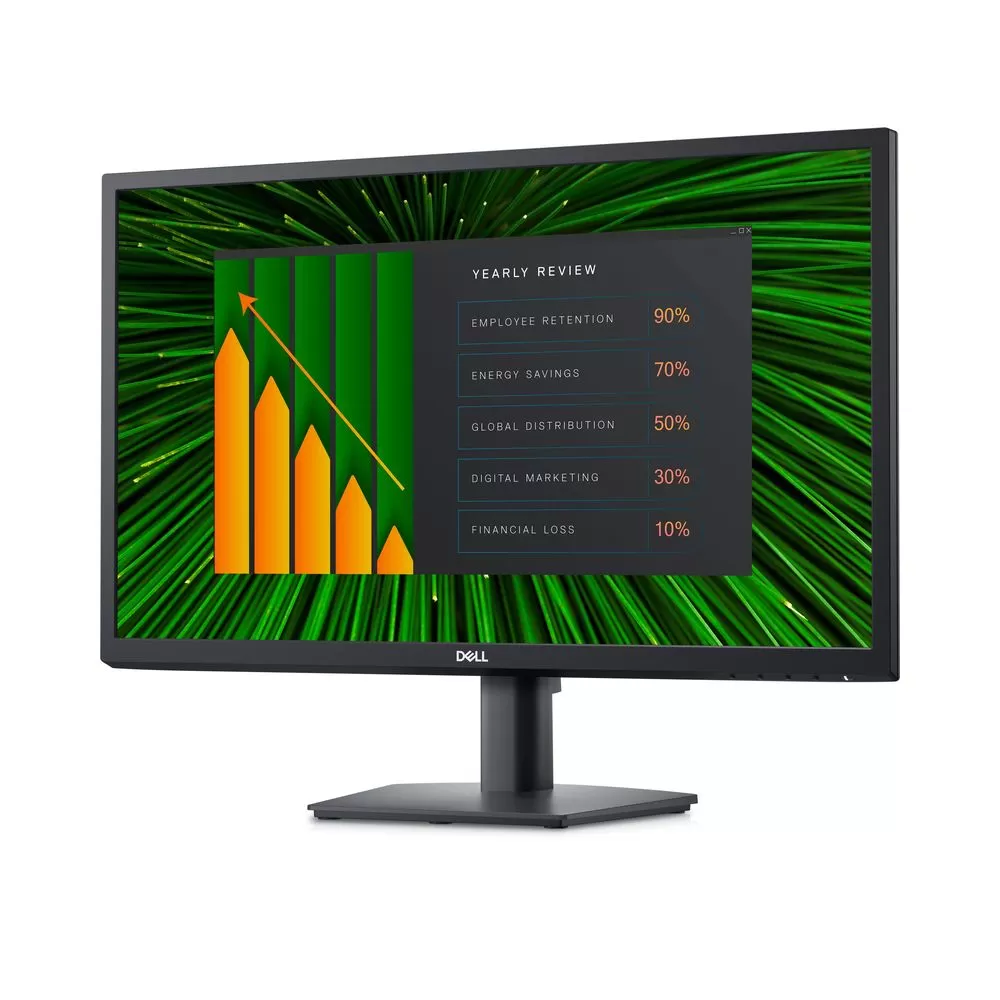 YEARLY REVIEW
EMPLOYEE RETENTION 90%
ENERGY SAVINGS 70%
GLOBAL DISTRIBUTION 50%
DIGITAL MARKETING 30%
FINANCIAL LOSS 10%
DELL